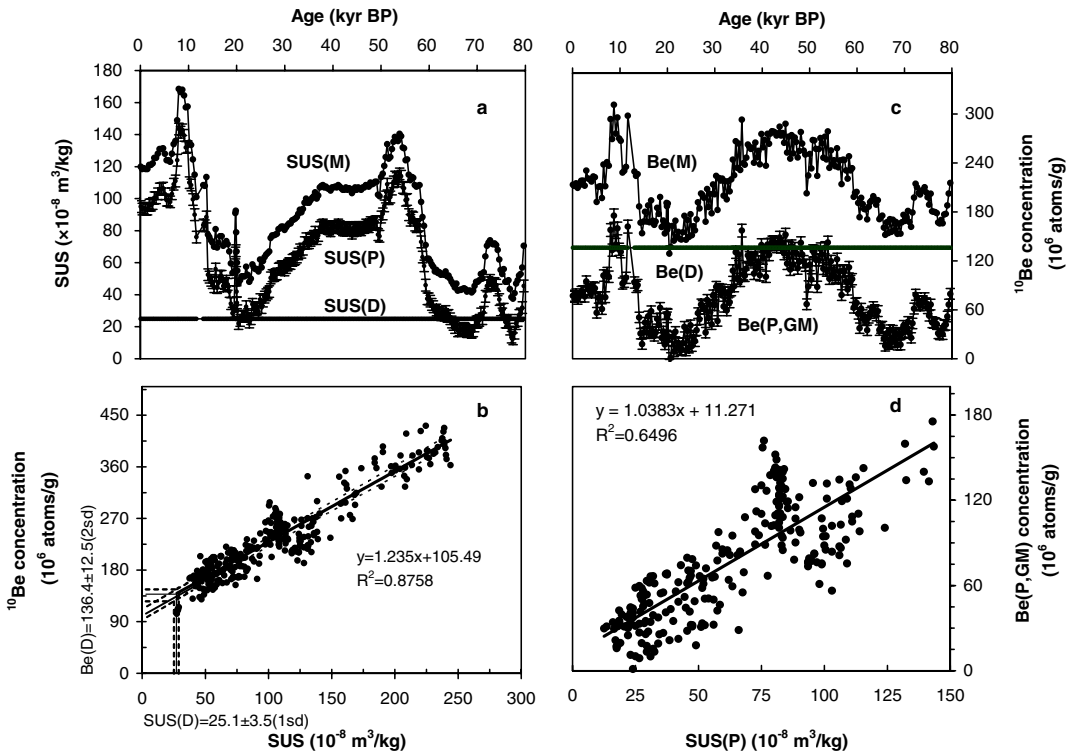 Age (kyr BP)
0 10 20 30 40 50 60 70 80
180
160
140
120
100
80
60
40
20
0
SUS (×10-8 m3/kg)
a
SUS(M)
SUS(P)
SUS(D)
Age (kyr BP)
0 10 20 30 40 50 60 70 80
300
240
180
120
60
0
10Be concentration
(106 atoms/g)
c
Be(M)
Be(D)
Be(P,GM)
450
360
270
180
90
0
10Be concentration
(106 atoms/g)
Be(D)=136.4±12.5(2sd)
b
y=1.235x+105.49
R2=0.8758
0 50 100 150 200 250 300
SUS(D)=25.1±3.5(1sd)
SUS (10-8 m3/kg)
d
y = 1.0383x + 11.271
R2=0.6496
180
120
60
0
Be(P,GM) concentration
(106 atoms/g)
0 25 50 75 100 125 150
SUS(P) (10-8 m3/kg)